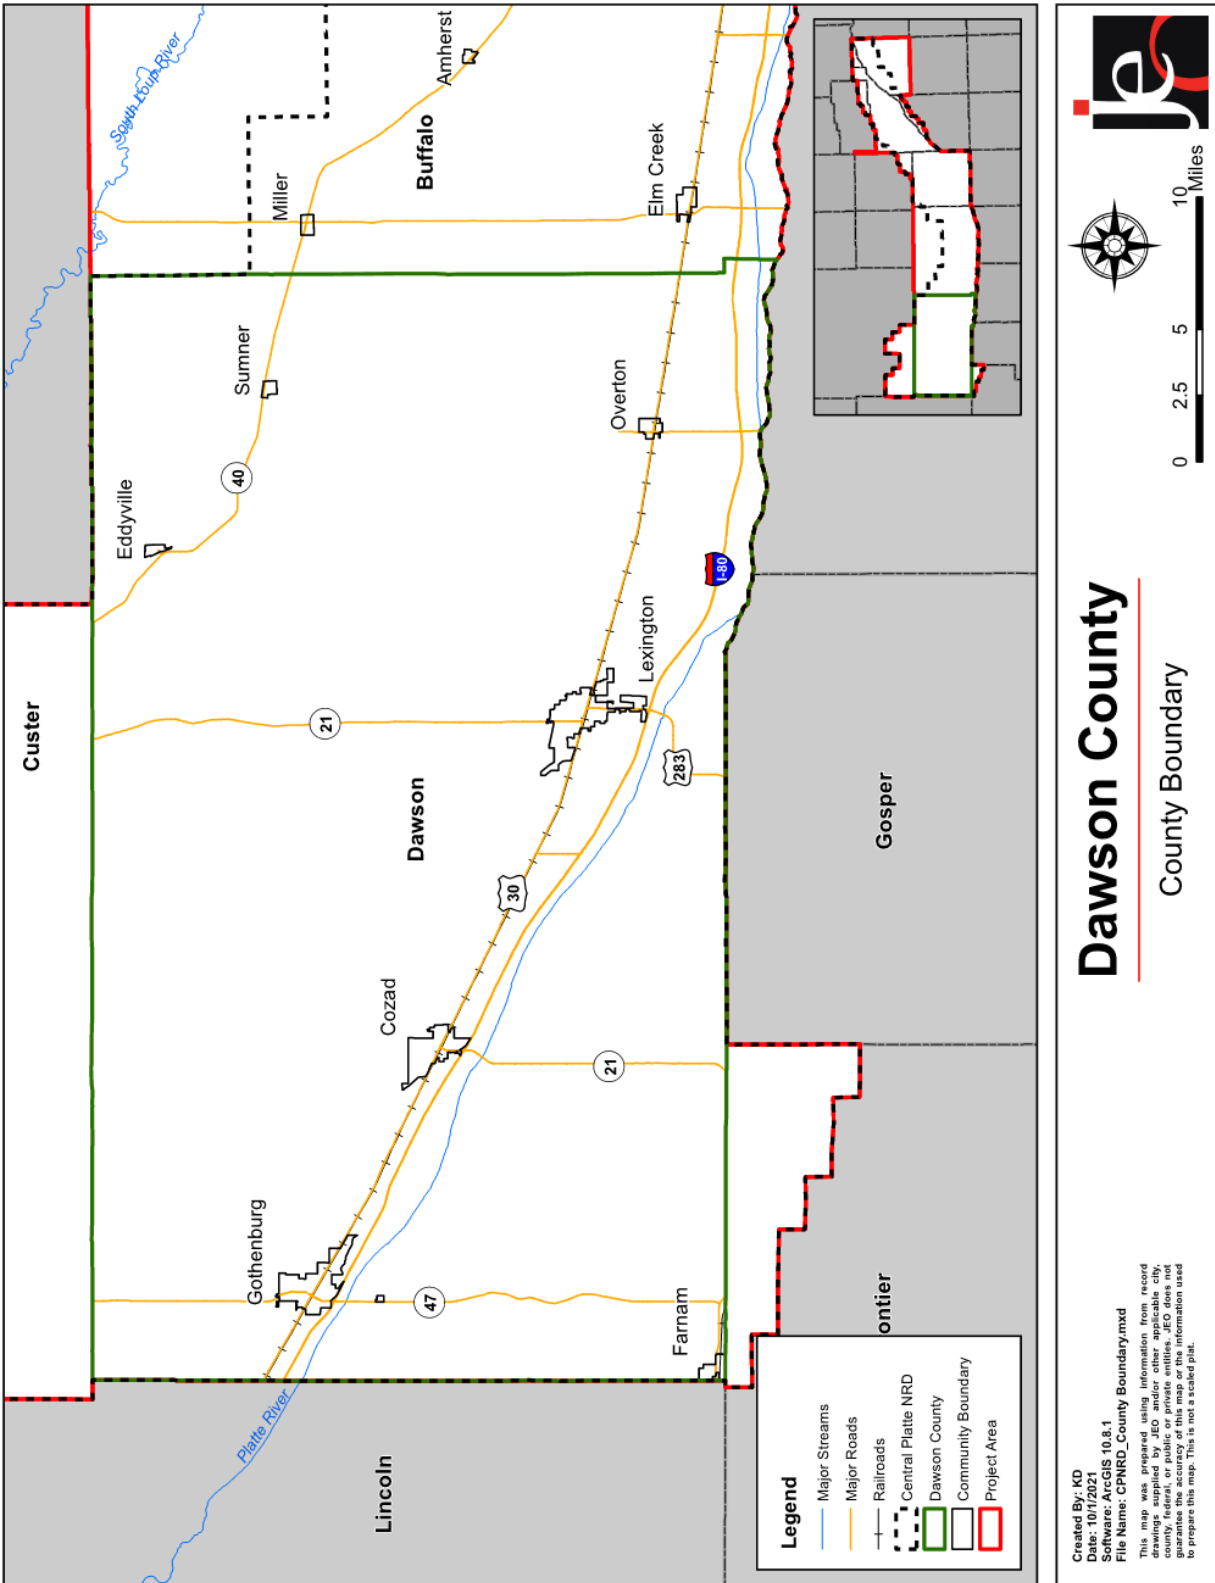 Custer
South Loup River
Miller
Amherst
Buffalo
Sumner
Eddyville
40
Elm Creek
Overton
I-80
Lexington
21
283
Dawson
30
Cozad
21
Gosper
Gothenburg
47
Farnam
ontier
Platte River
Lincoln
Legend
Major Streams
Major Roads
Railroads
Central Platte NRD
Dawson County
Community Boundary
Project Area
Created By: KD
Date: 10/1/2021
Software: ArcGIS 10.8.1
File Name: CPNRD_County Boundary.mxd
This map was prepared using information from record
drawings supplied by JEO and/or other applicable city,
county, federal, or public or private entities. JEO does not
guarantee the accuracy of this map or the information used
to prepare this map. This is not a scaled plat.
Dawson County
County Boundary
0 2.5 5 10
Miles
jeo